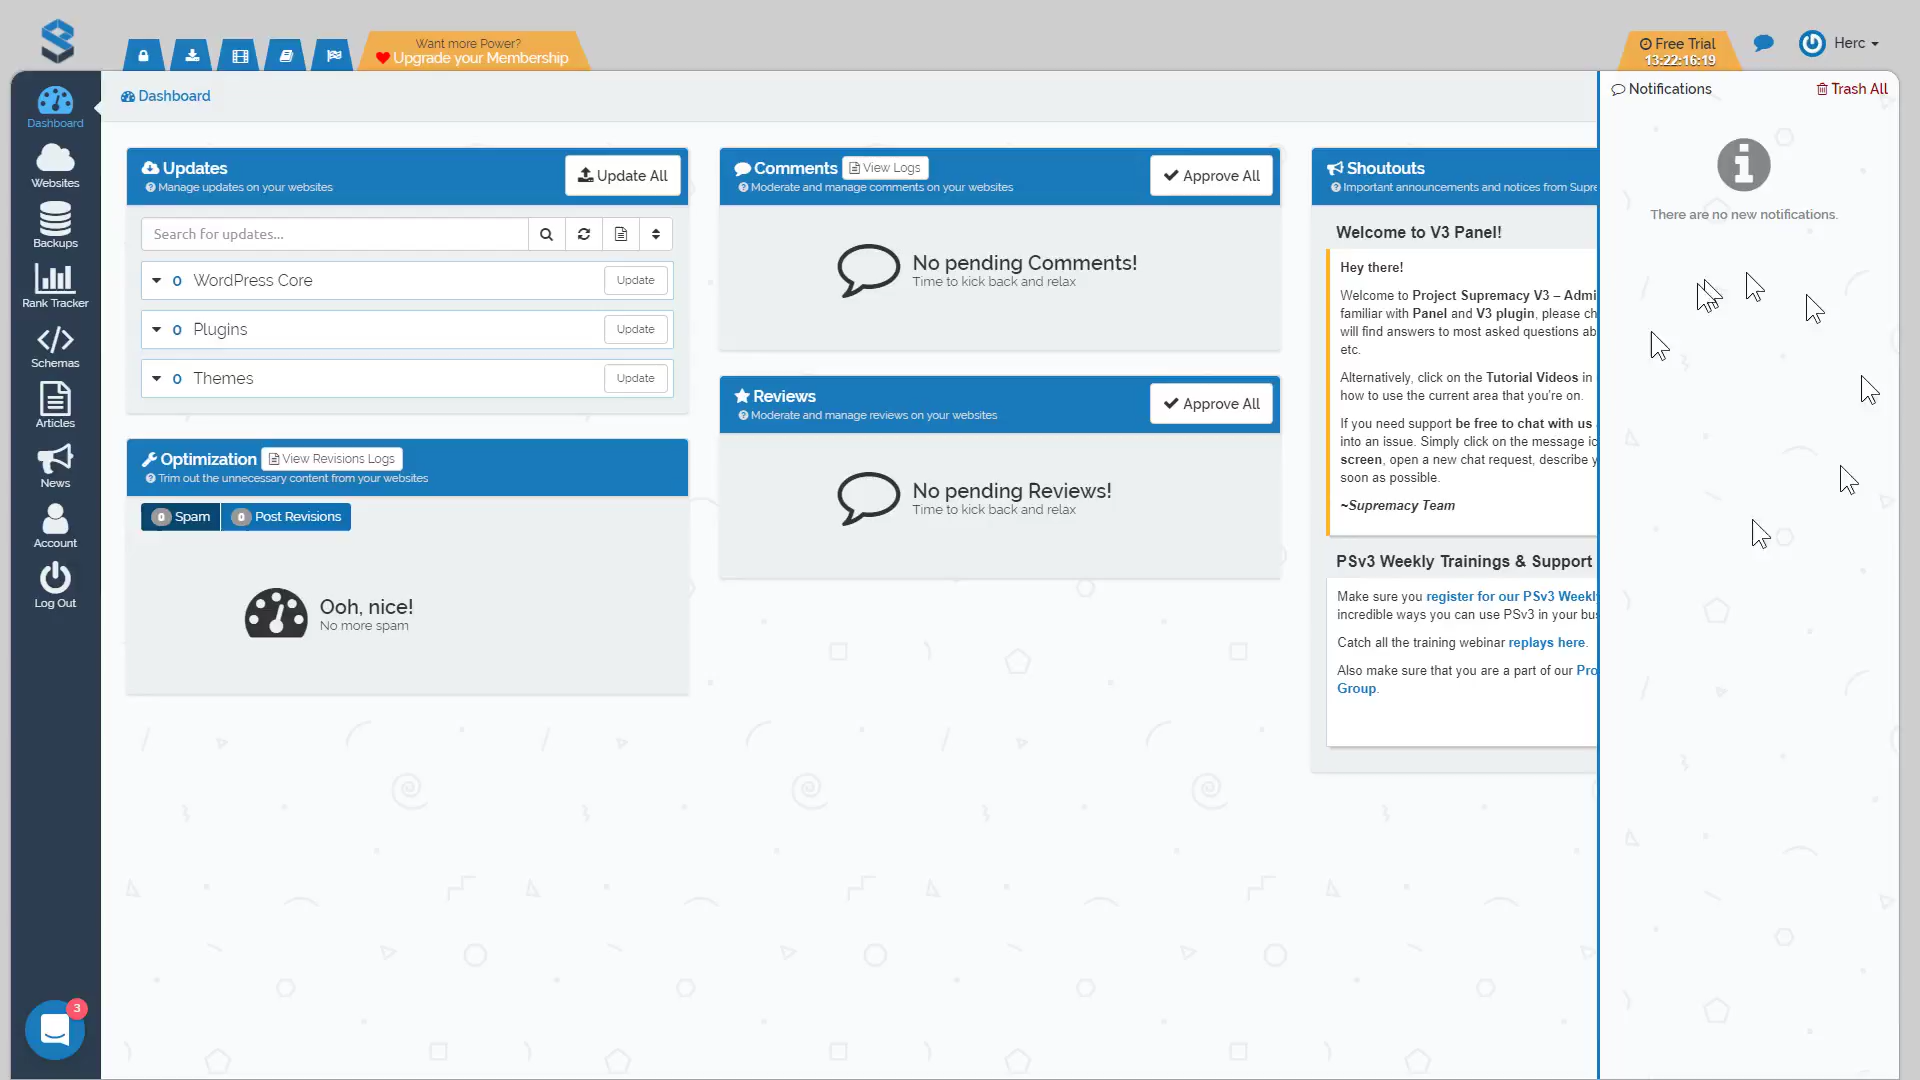 Want more Power?
Upgrade your Membership
Free Trial
13:22:16:19
Herc
Dashboard
Websites
Backups
Rank Tracker
Schemas
Articles
News
Account
Log Out
3
Dashboard
Updates
Manage updates on your websites
Update All
Search for updates...
0 WordPress Core Update
0 Plugins Update
0 Themes Update
Optimization View Revisions Logs
Trim out the unnecessary content from your websites
0 Spam 0 Post Revisions
Ooh, nice!
No more spam
Comments View Logs
Moderate and manage comments on your websites
Approve All
No pending Comments!
Time to kick back and relax
Reviews
Moderate and manage reviews on your websites
Approve All
No pending Reviews!
Time to kick back and relax
Shoutouts
Important announcements and notices from Supre
Welcome to V3 Panel!
Hey there!
Welcome to Project Supremacy V3 – Admi
familiar with Panel and V3 plugin, please ch
will find answers to most asked questions ab
etc.
Alternatively, click on the Tutorial Videos in
how to use the current area that you're on.
If you need support be free to chat with us
into an issue. Simply click on the message ic
screen, open a new chat request, describe y
soon as possible.
~Supremacy Team
PSv3 Weekly Trainings & Support
Make sure you register for our PSv3 Weekl
incredible ways you can use PSv3 in your bus
Catch all the training webinar replays here.
Also make sure that you are a part of our Pro
Group.
Notifications
Trash All
There are no new notifications.